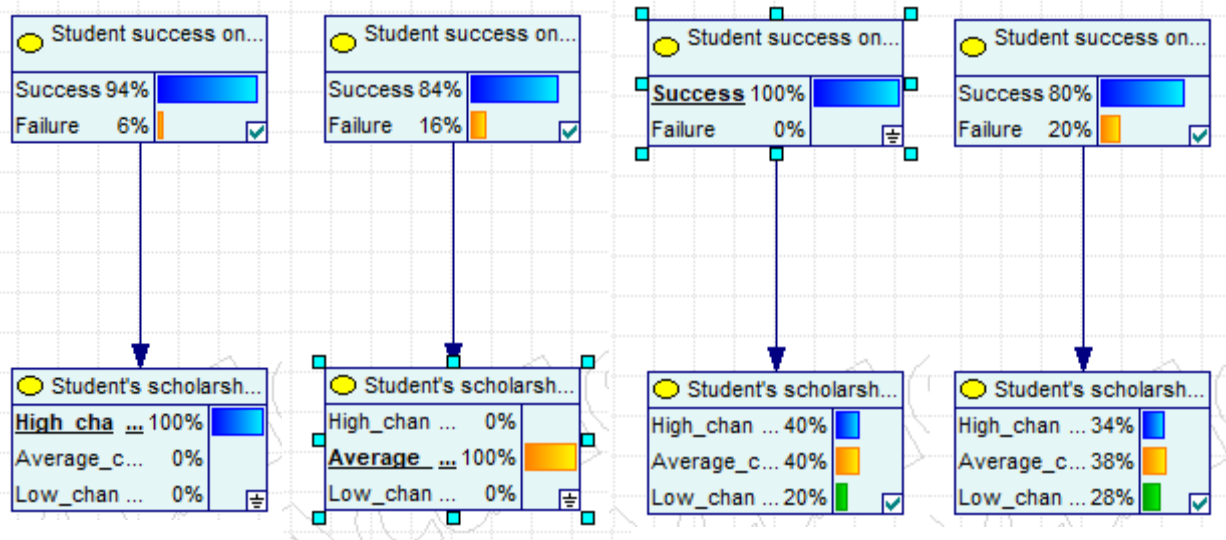 Student success on...
Success 94%
Failure 6%
Student's scholarsh...
High_cha ... 100%
Average_c... 0%
Low_chan ... 0%
Student success on...
Success 84%
Failure 16%
Student's scholarsh...
High_chan ... 0%
Average_ ... 100%
Low_chan ... 0%
Student success on...
Success 100%
Failure 0%
Student's scholarsh...
High_chan ... 40%
Average_c... 40%
Low_chan ... 20%
Student success on...
Success 80%
Failure 20%
Student's scholarsh...
High_chan ... 34%
Average_c... 38%
Low_chan ... 28%